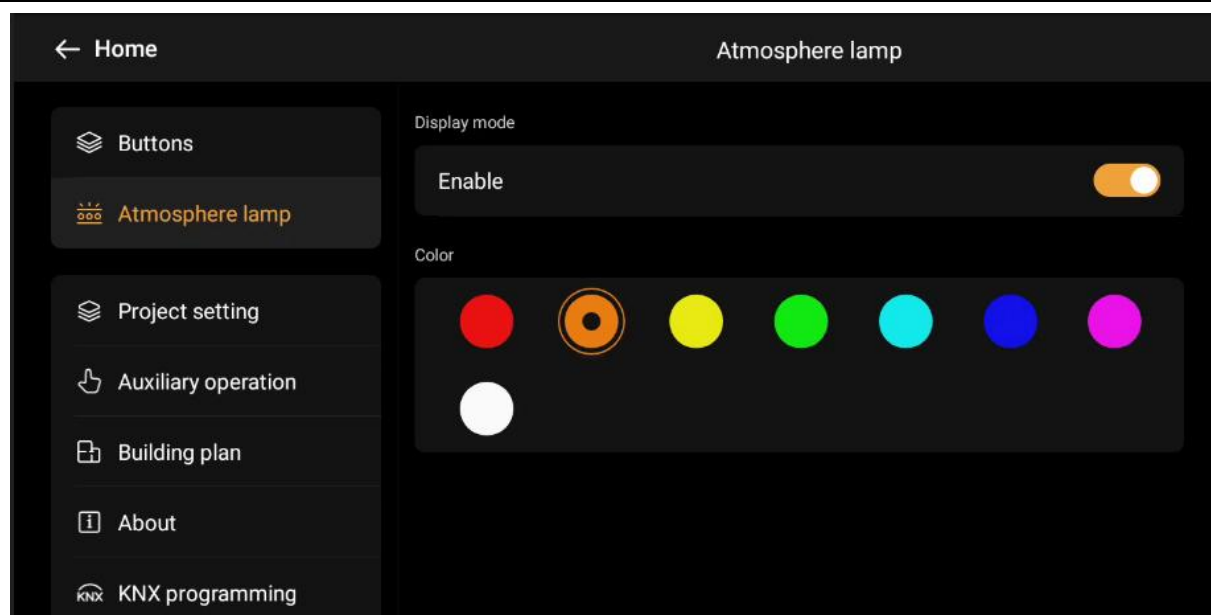 Home
Atmosphere lamp
Buttons
Atmosphere lamp
Project setting
Auxiliary operation
Building plan
About
KNX
KNX programming
Display mode
Enable
Color